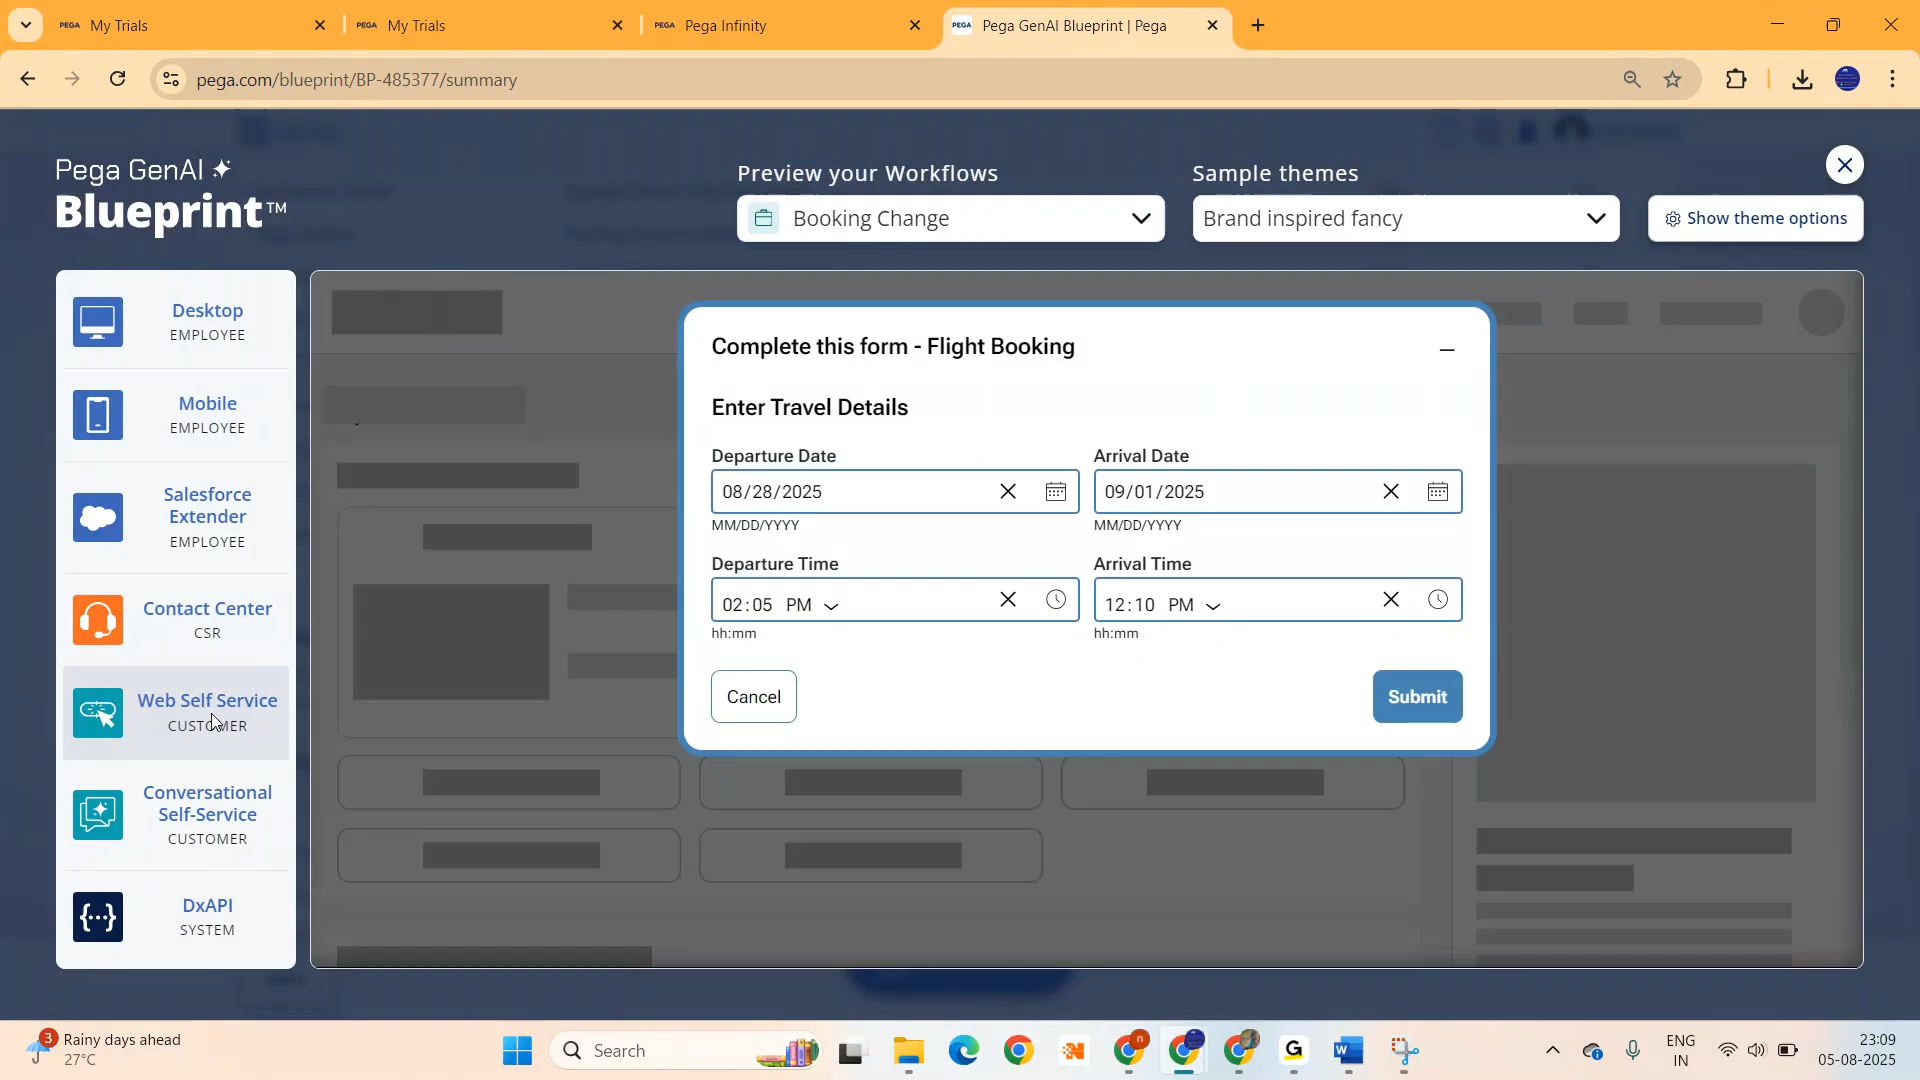 My Trials
My Trials
Pega Infinity
Pega GenAI Blueprint | Pega
pega.com/blueprint/BP-485377/summary
Pega GenAI
Blueprint™
Preview your Workflows
Booking Change
Sample themes
Brand inspired fancy
Show theme options
Desktop
EMPLOYEE
Mobile
EMPLOYEE
Salesforce
Extender
EMPLOYEE
Contact Center
CSR
Web Self Service
CUSTOMER
Conversational
Self-Service
CUSTOMER
DxAPI
SYSTEM
Complete this form - Flight Booking
Enter Travel Details
Departure Date
Arrival Date
08/28/2025
09/01/2025
MM/DD/YYYY
MM/DD/YYYY
Departure Time
Arrival Time
02:05 PM
12:10 PM
hh:mm
hh:mm
Cancel
Submit
3
Rainy days ahead
27°C
Search
ENG
IN
23:09
05-08-2025